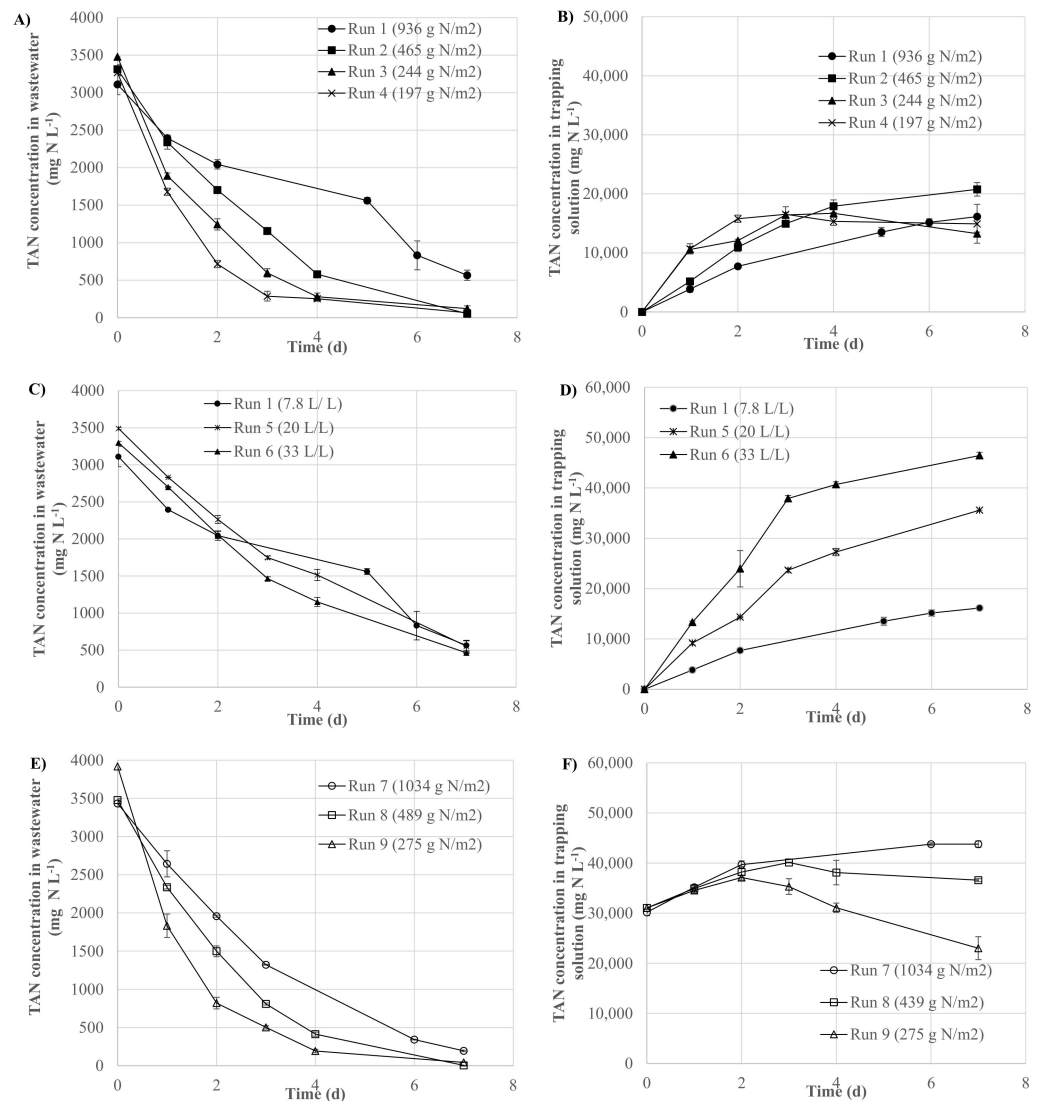 A)
TAN concentration in wastewater
(mg N L-1)
4000
3500
3000
2500
2000
1500
1000
500
0
0 2 4 6 8
Time (d)
Run 1 (936 g N/m2)
Run 2 (465 g N/m2)
Run 3 (244 g N/m2)
Run 4 (197 g N/m2)
B)
TAN concentration in trapping
solution (mg N L-1)
50,000
40,000
30,000
20,000
10,000
0
0 2 4 6 8
Time (d)
Run 1 (936 g N/m2)
Run 2 (465 g N/m2)
Run 3 (244 g N/m2)
Run 4 (197 g N/m2)
C)
TAN concentration in wastewater
(mg N L-1)
4000
3500
3000
2500
2000
1500
1000
500
0
0 2 4 6 8
Time (d)
Run 1 (7.8 L/ L)
Run 5 (20 L/L)
Run 6 (33 L/L)
D)
TAN concentration in trapping
solution (mg N L-1)
60,000
50,000
40,000
30,000
20,000
10,000
0
0 2 4 6 8
Time (d)
Run 1 (7.8 L/L)
Run 5 (20 L/L)
Run 6 (33 L/L)
E)
TAN concentration in wastewater
(mg N L-1)
4000
3500
3000
2500
2000
1500
1000
500
0
0 2 4 6 8
Time (d)
Run 7 (1034 g N/m2)
Run 8 (489 g N/m2)
Run 9 (275 g N/m2)
F)
TAN concentration in trapping
solution (mg N L-1)
60,000
50,000
40,000
30,000
20,000
10,000
0
0 2 4 6 8
Time (d)
Run 7 (1034 g N/m2)
Run 8 (439 g N/m2)
Run 9 (275 g N/m2)